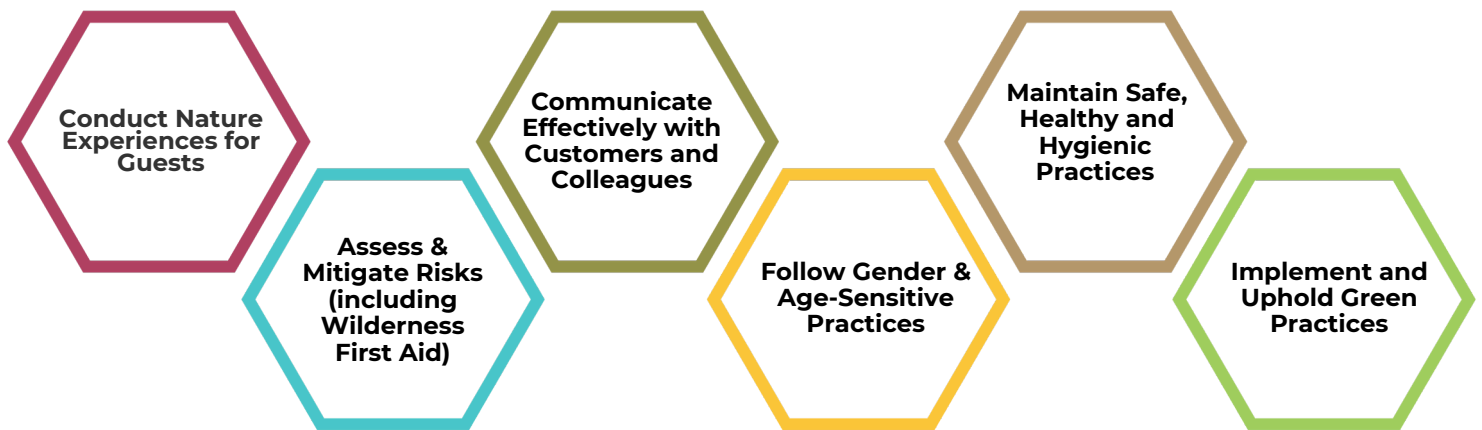 Conduct Nature
Experiences for
Guests
Assess &
Mitigate Risks
(including
Wilderness
First Aid)
Communicate
Effectively with
Customers and
Colleagues
Follow Gender &
Age-Sensitive
Practices
Maintain Safe,
Healthy and
Hygienic
Practices
Implement and
Uphold Green
Practices